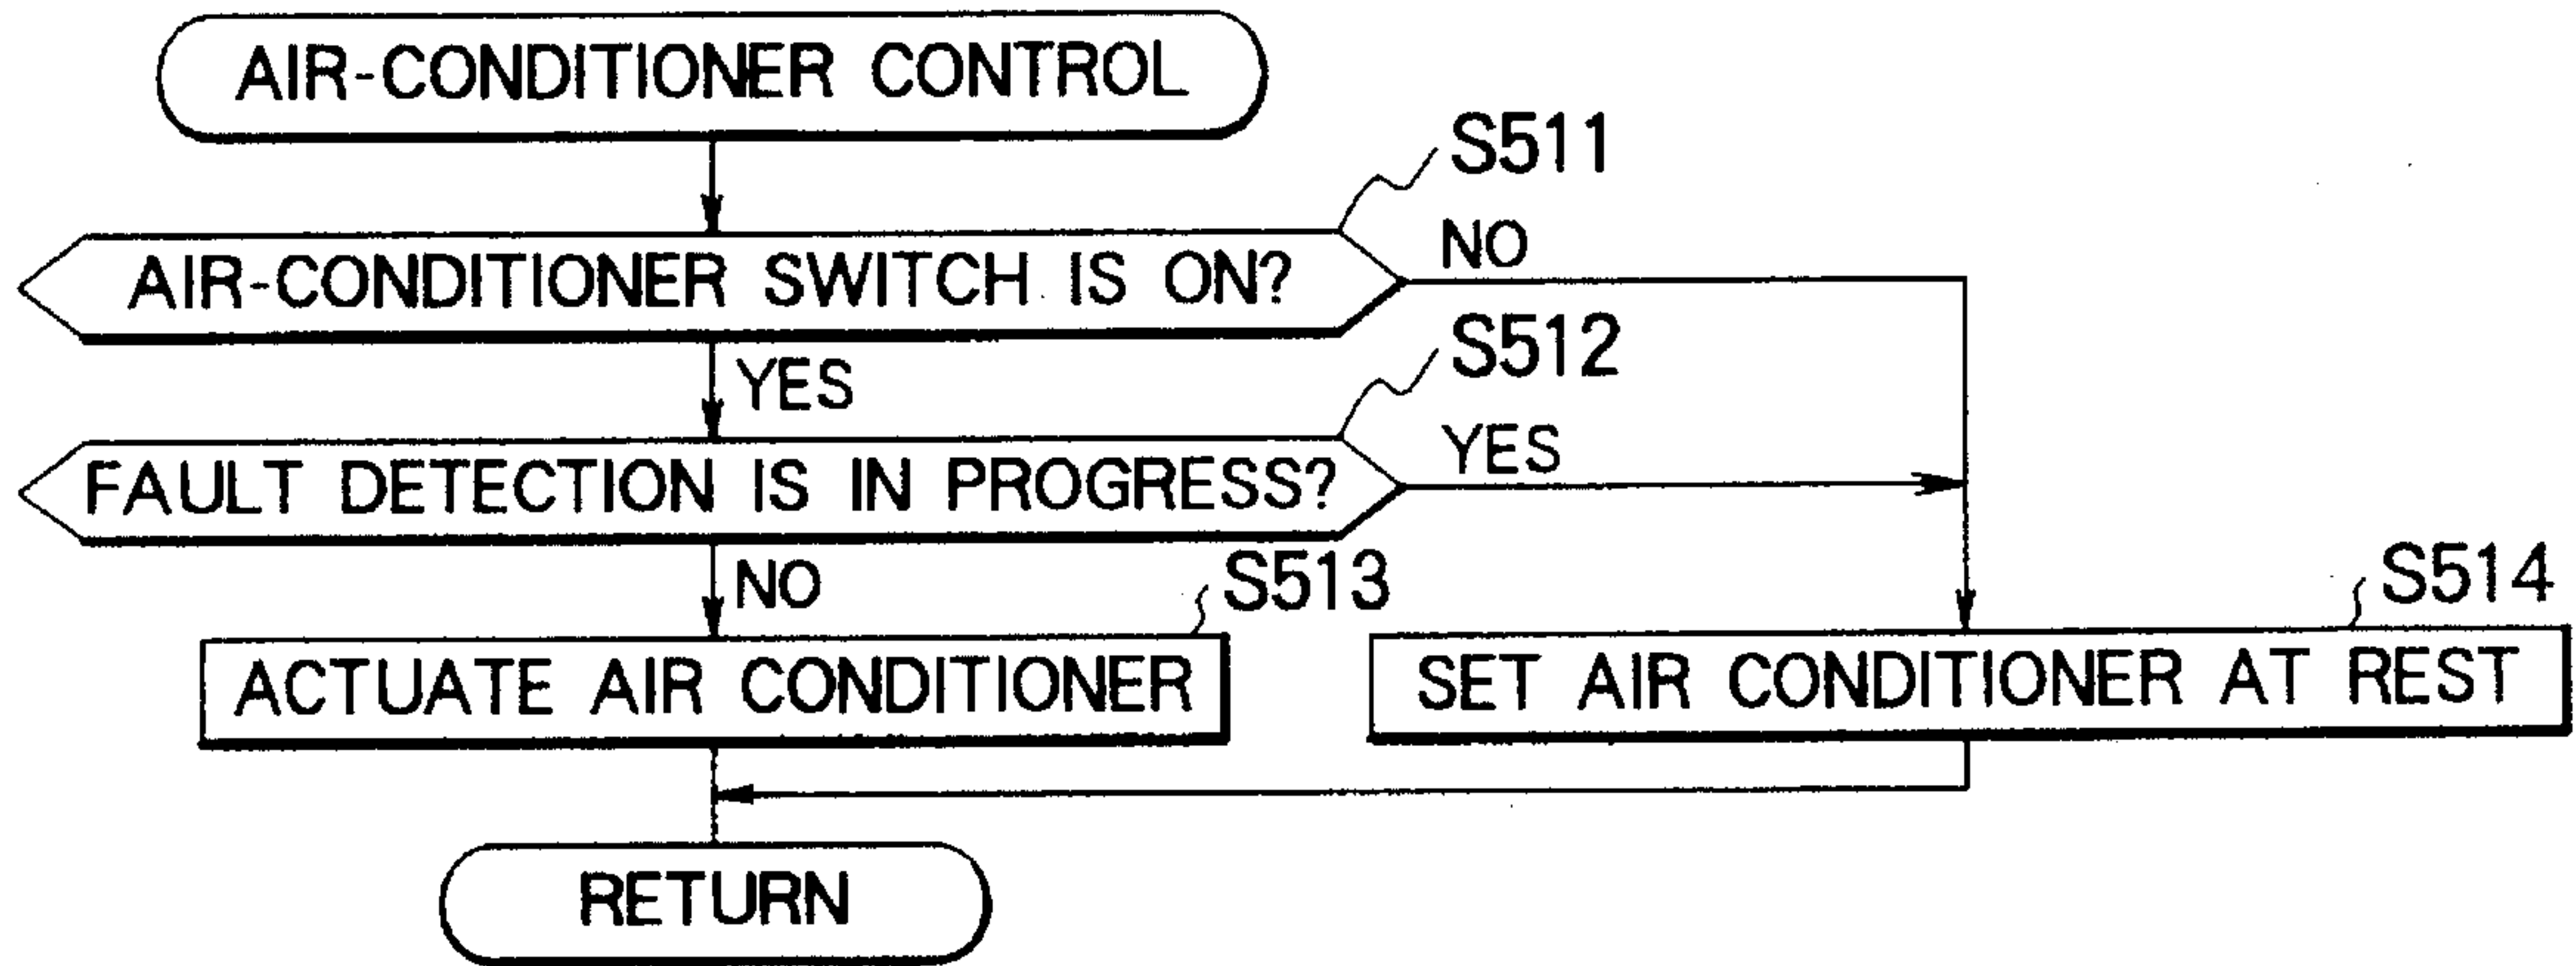 AIR-CONDITIONER CONTROL
S511
AIR-CONDITIONER SWITCH IS ON?
NO
YES
S512
FAULT DETECTION IS IN PROGRESS?
YES
NO
S513
S514
ACTUATE AIR CONDITIONER
SET AIR CONDITIONER AT REST
RETURN